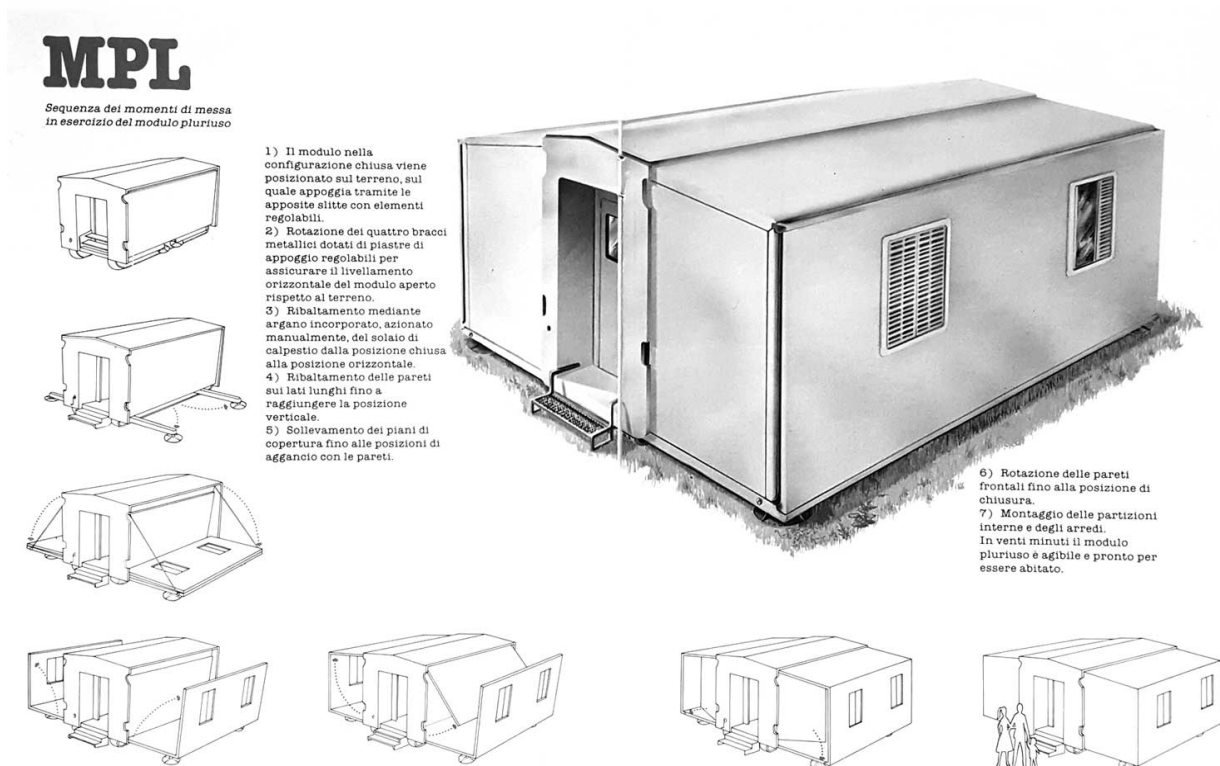 MPL
Sequenza dei momenti di messa
in esercizio del modulo pluriuso
1) Il modulo nella
configurazione chiusa viene
posizionato sul terreno, sul
quale appoggia tramite le
apposite slitte con elementi
regolabili.
2) Rotazione dei quattro bracci
metallici dotati di piastre di
appoggio regolabili per
assicurare il livellamento
orizzontale del modulo aperto
rispetto al terreno.
3) Ribaltamento mediante
argano incorporato, azionato
manualmente, del solaio di
calpestio dalla posizione chiusa
alla posizione orizzontale.
4) Ribaltamento delle pareti
sui lati lunghi fino a
raggiungere la posizione
verticale.
5) Sollevamento dei piani di
copertura fino alle posizioni di
aggancio con le pareti.
6) Rotazione delle pareti
frontali fino alla posizione di
chiusura.
7) Montaggio delle partizioni
interne e degli arredi.
In venti minuti il modulo
pluriuso è agibile e pronto per
essere abitato.